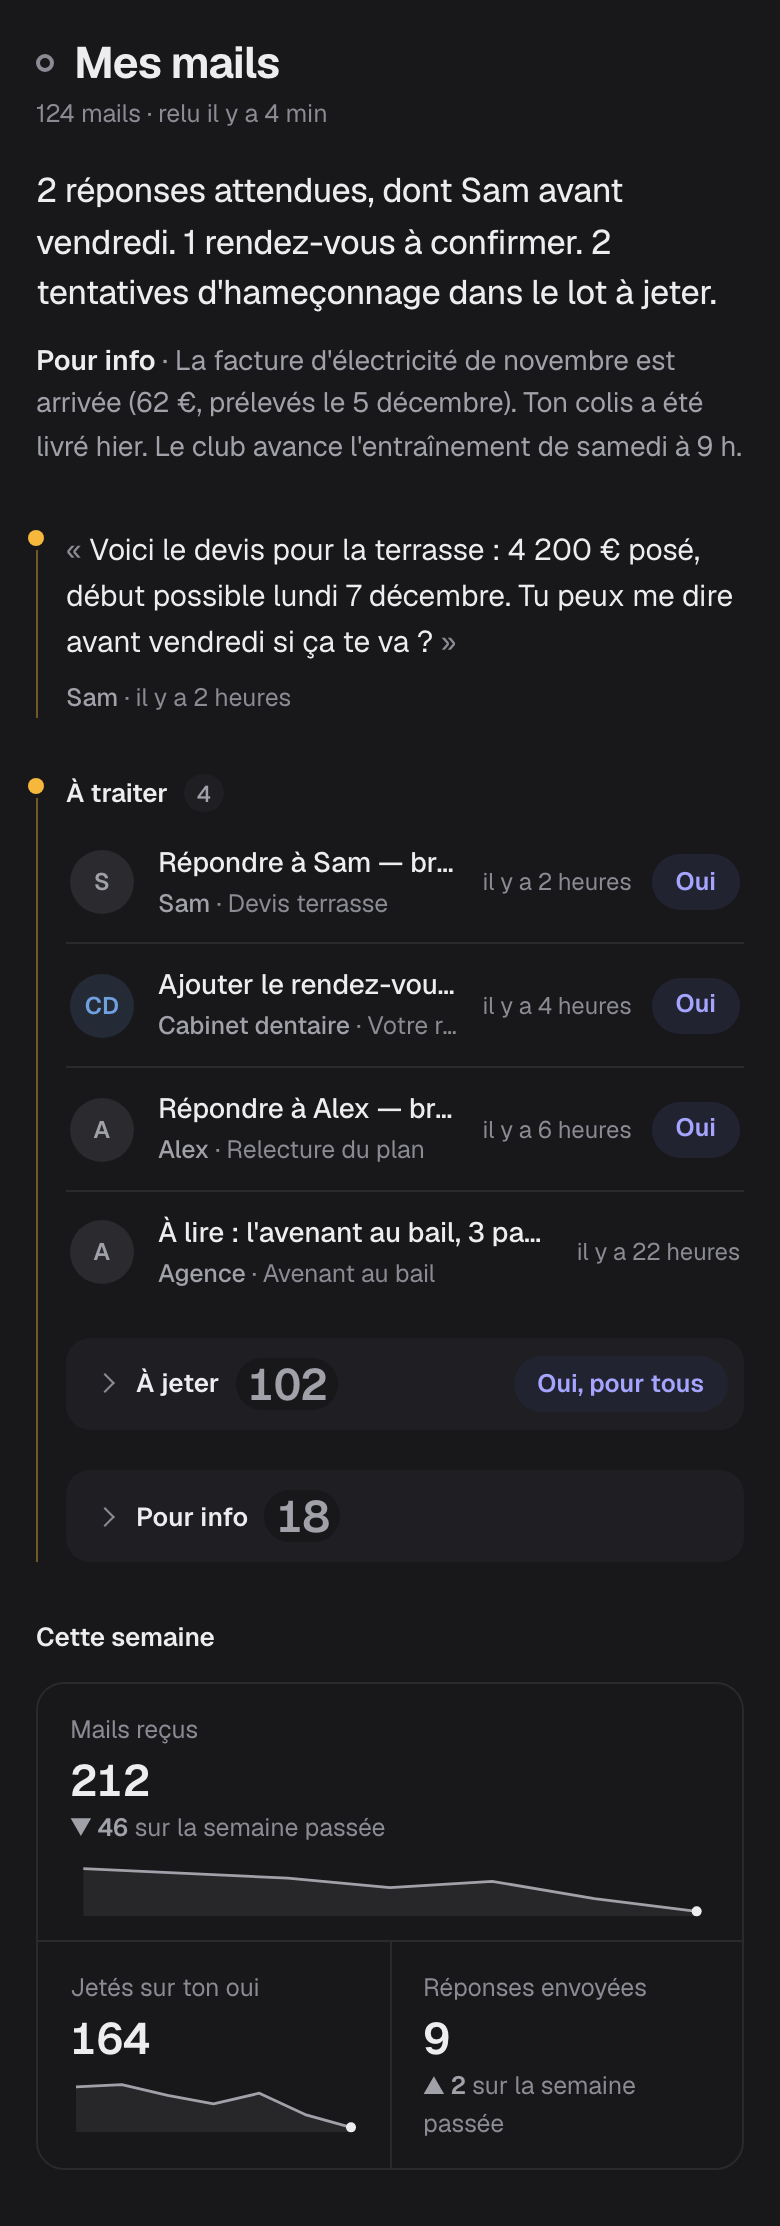 Mes mails
124 mails · relu il y a 4 min
2 réponses attendues, dont Sam avant
vendredi. 1 rendez-vous à confirmer. 2
tentatives d'hameçonnage dans le lot à jeter.
Pour info · La facture d'électricité de novembre est
arrivée (62 €, prélevés le 5 décembre). Ton colis a été
livré hier. Le club avance l'entraînement de samedi à 9 h.
« Voici le devis pour la terrasse : 4 200 € posé,
début possible lundi 7 décembre. Tu peux me dire
avant vendredi si ça te va ? »
Sam · il y a 2 heures
À traiter 4
S
Répondre à Sam — br...
Sam · Devis terrasse
il y a 2 heures
Oui
CD
Ajouter le rendez-vou...
Cabinet dentaire · Votre r...
il y a 4 heures
Oui
A
Répondre à Alex — br...
Alex · Relecture du plan
il y a 6 heures
Oui
A
À lire : l'avenant au bail, 3 pa...
Agence · Avenant au bail
il y a 22 heures
À jeter 102
Oui, pour tous
Pour info 18
Cette semaine
Mails reçus
212
▼ 46 sur la semaine passée
Jetés sur ton oui
164
Réponses envoyées
9
▲ 2 sur la semaine
passée